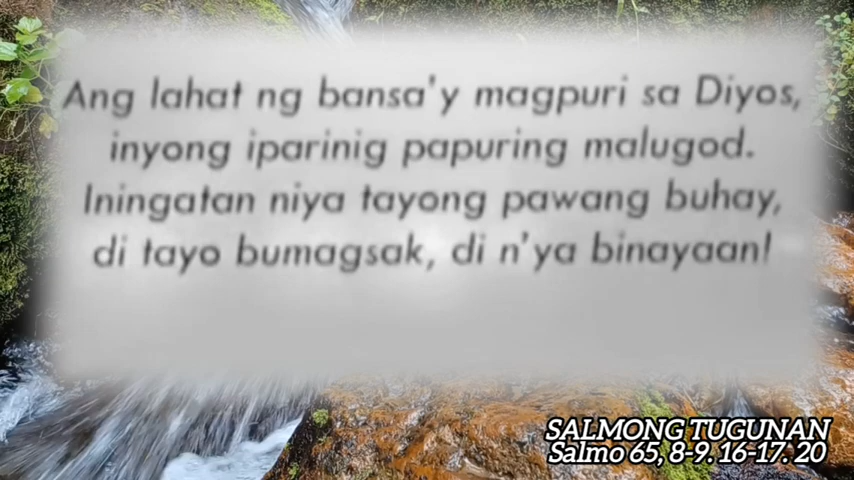 Ang lahat ng bansa'y magpuri sa Diyos,
inyong iparinig papuring malugod.
Iningatan niya tayong pawang buhay,
di tayo bumagsak, di n'ya binayaan!
SALMONG TUGUNAN
Salmo 65, 8-9. 16-17. 20